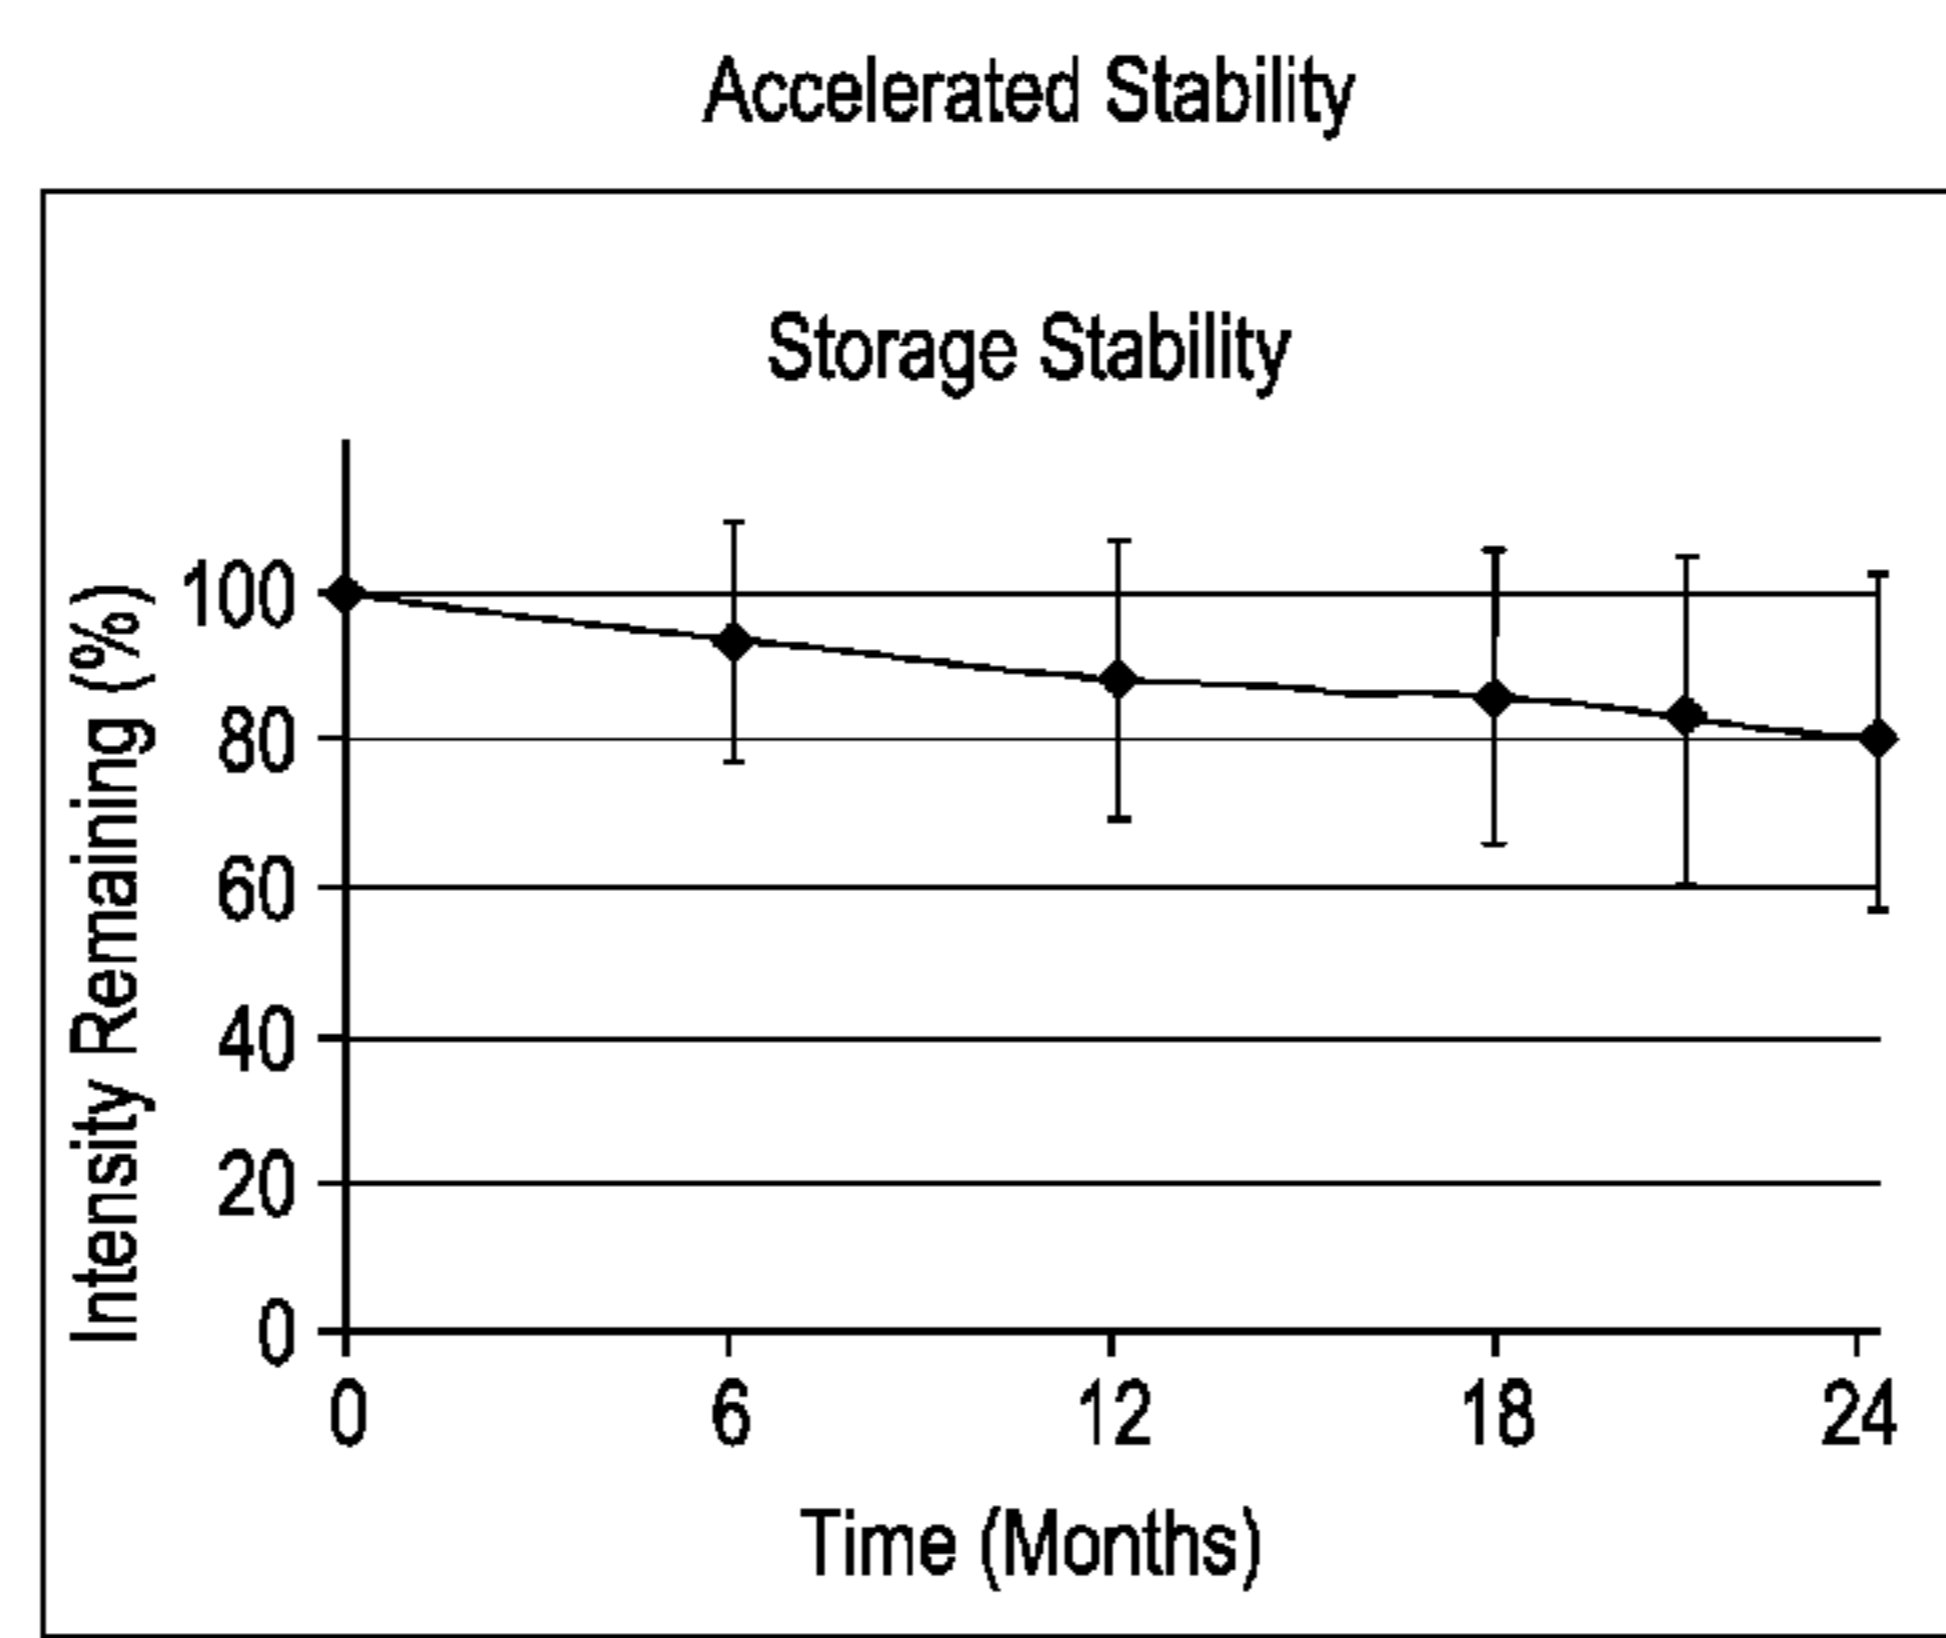 Accelerated Stability
Storage Stability
Intensity Remaining (%)
100
80
60
40
20
0
0 6 12 18 24
Time (Months)